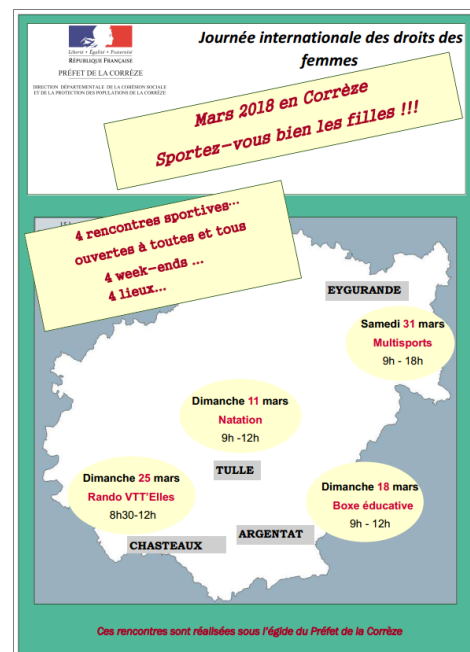 Liberté • Égalité • Fraternité
RÉPUBLIQUE FRANÇAISE
PRÉFET DE LA CORRÈZE
DIRECTION DÉPARTEMENTALE DE LA COHÉSION SOCIALE
ET DE LA PROTECTION DES POPULATIONS DE LA CORRÈZE
Journée internationale des droits des
femmes
Mars 2018 en Corrèze
Sportez-vous bien les filles !!!
4 rencontres sportives...
ouvertes à toutes et tous
4 week-ends ...
4 lieux...
EYGURANDE
Samedi 31 mars
Multisports
9h - 18h
Dimanche 11 mars
Natation
9h -12h
TULLE
Dimanche 25 mars
Rando VTT'Elles
8h30-12h
CHASTEAUX
Dimanche 18 mars
Boxe éducative
9h - 12h
ARGENTAT
Ces rencontres sont réalisées sous l'égide du Préfet de la Corrèze